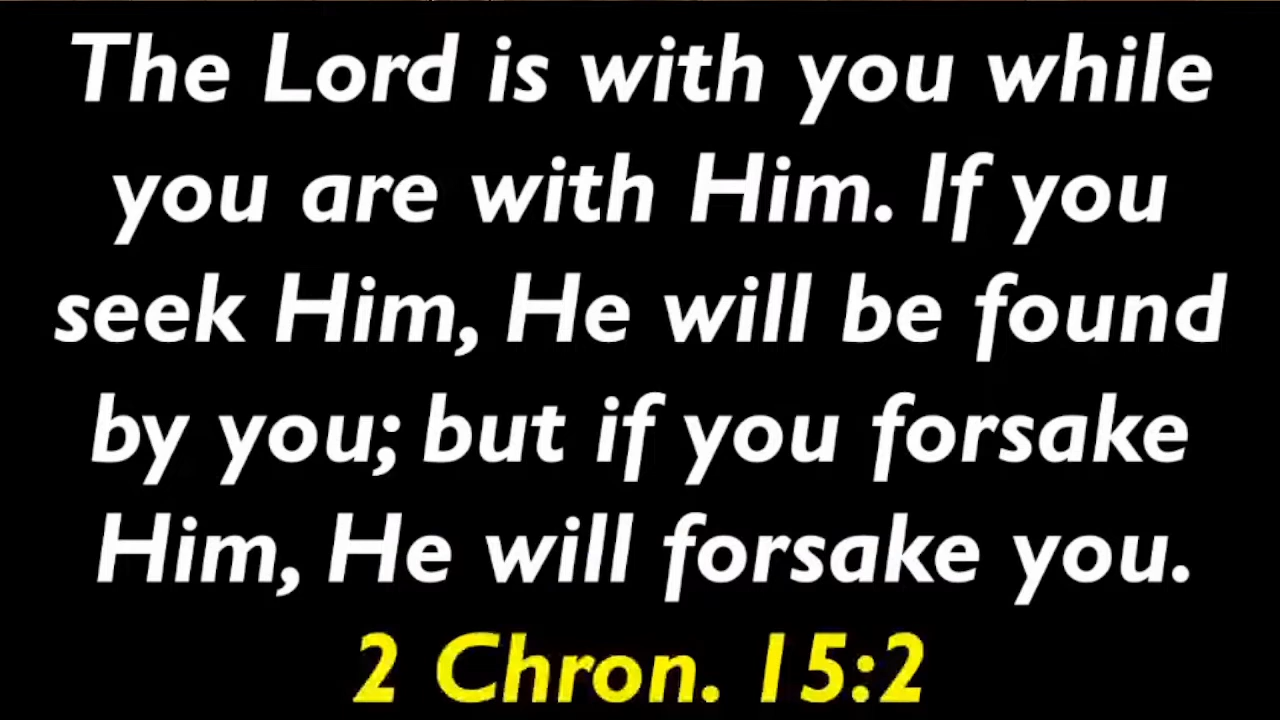 The Lord is with you while
you are with Him. If you
seek Him, He will be found
by you; but if you forsake
Him, He will forsake you.
2 Chron. 15:2